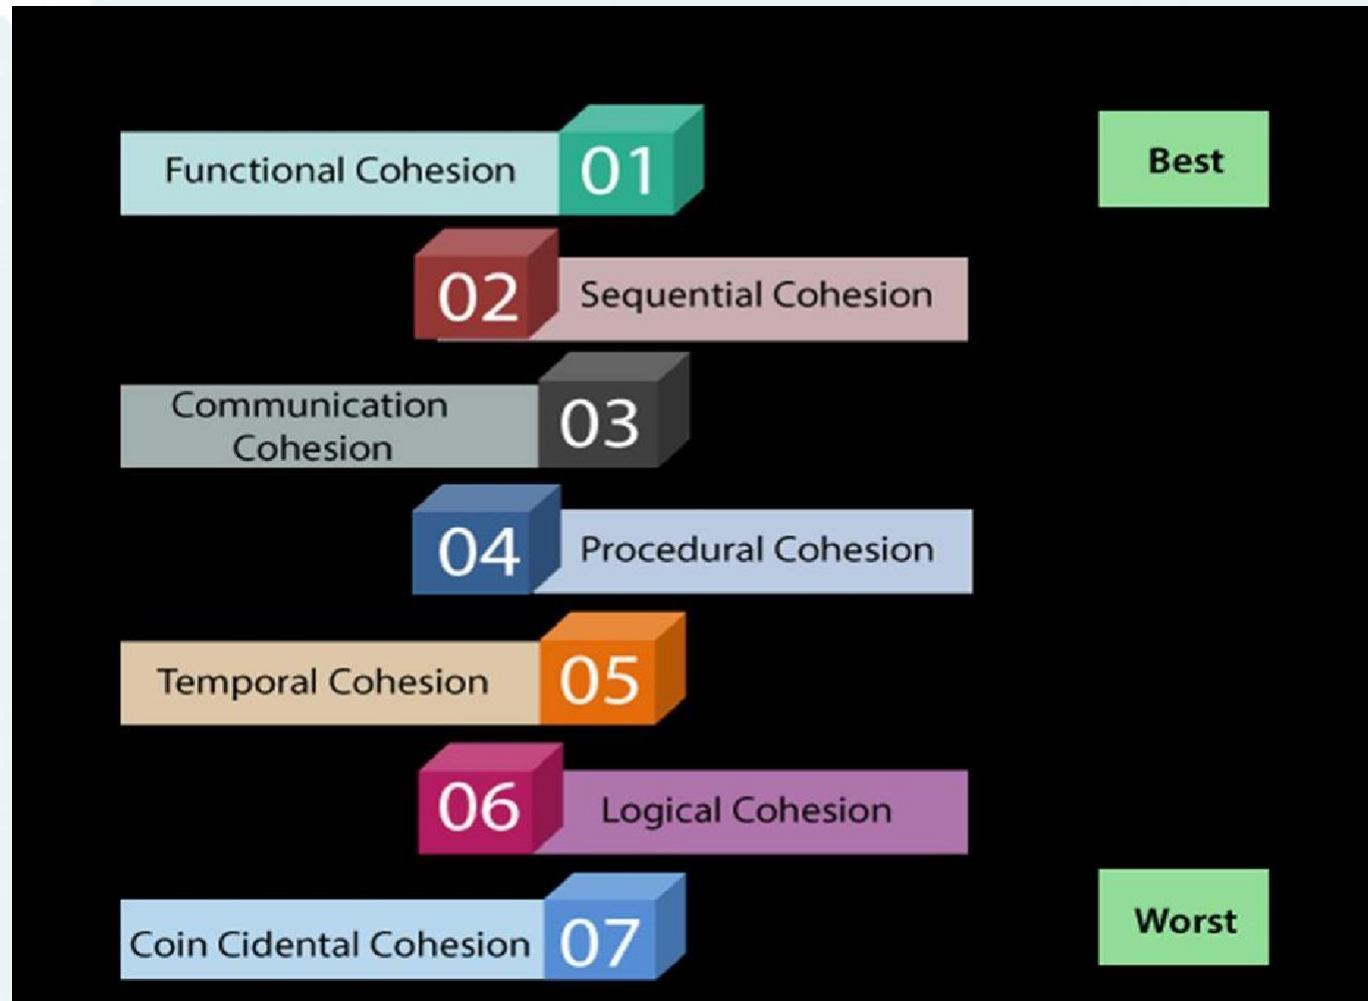 Functional Cohesion 01
Best
02 Sequential Cohesion
Communication
Cohesion
03
04 Procedural Cohesion
Temporal Cohesion 05
06 Logical Cohesion
Coin Cidental Cohesion 07
Worst